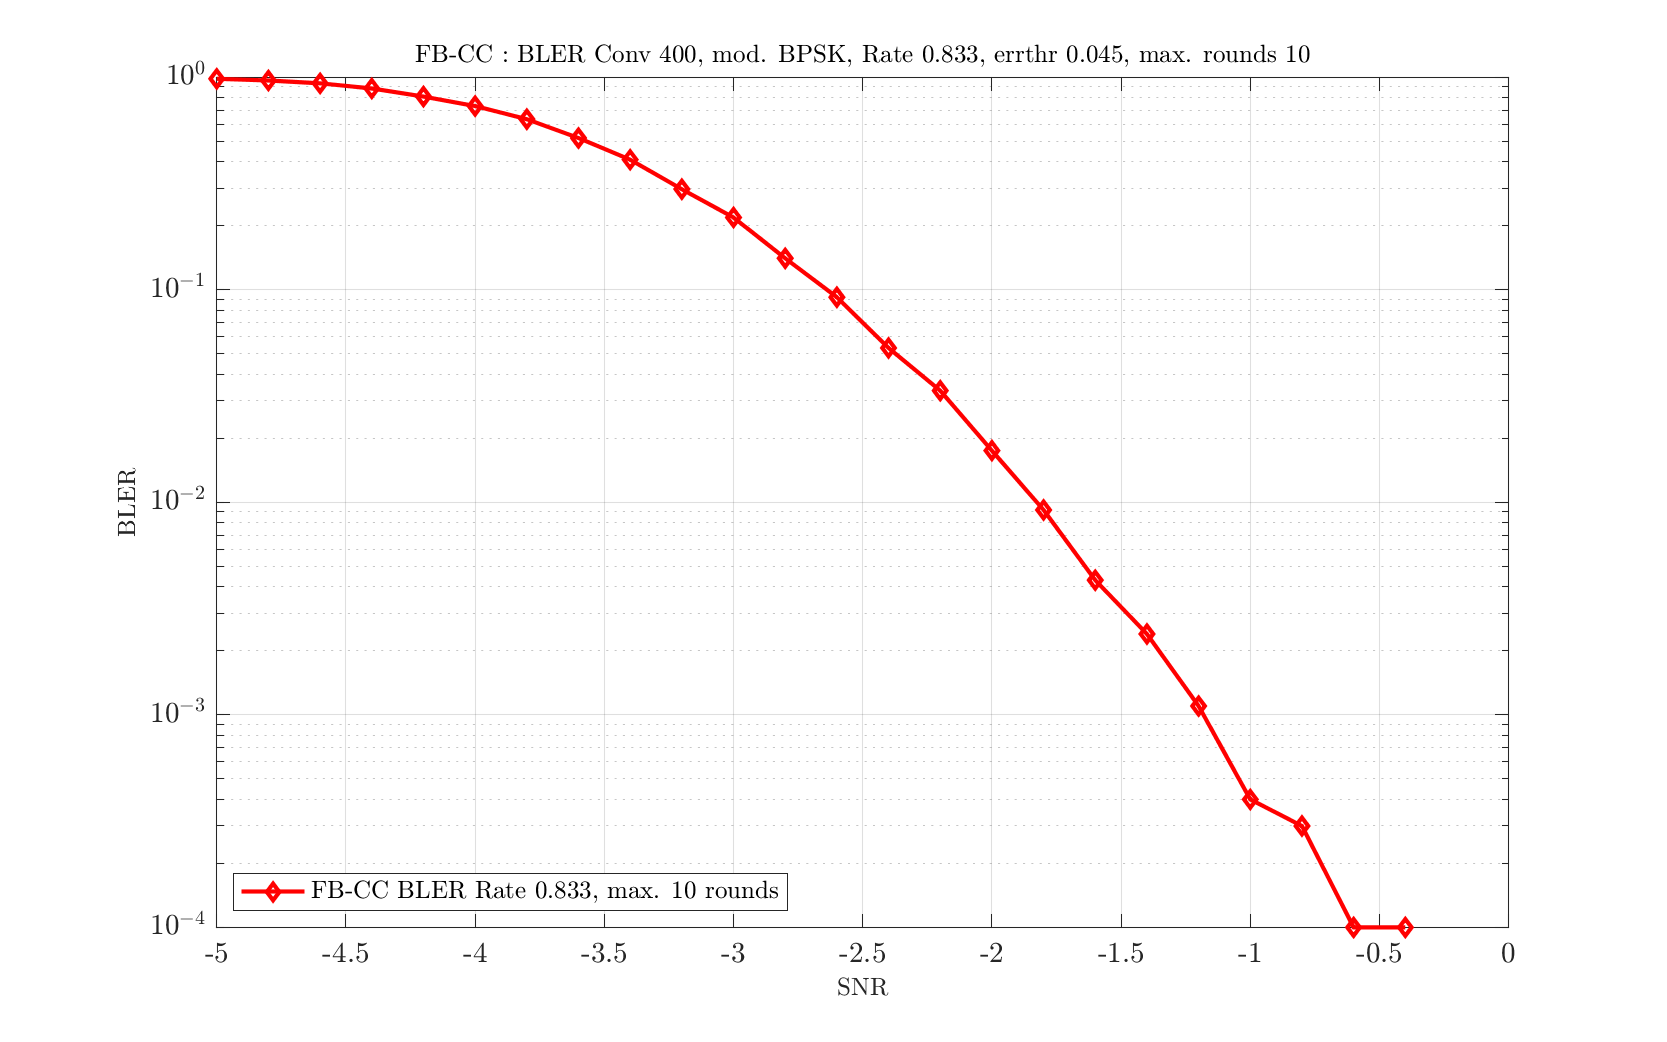 FB-CC : BLER Conv 400, mod. BPSK, Rate 0.833, errthr 0.045, max. rounds 10
10^0
10^-1
10^-2
10^-3
10^-4
BLER
FB-CC BLER Rate 0.833, max. 10 rounds
-5 -4.5 -4 -3.5 -3 -2.5 -2 -1.5 -1 -0.5 0
SNR